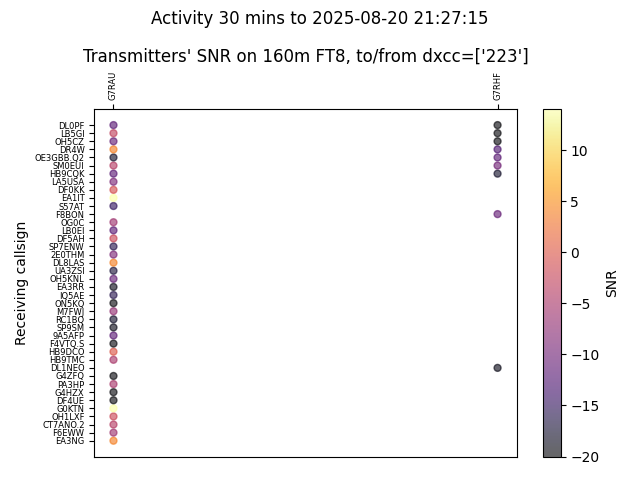 Activity 30 mins to 2025-08-20 21:27:15
Transmitters' SNR on 160m FT8, to/from dxcc=['223']
G7RAU
G7RHF
Receiving callsign
DL0PF
LB5GI
OH5CZ
DR4W
OE3GBB.Q2
SM0EUI
HB9CQK
LA5USA
DF0KK
EA1IT
S57AT
F8BON
OG0C
LB0EI
DF5AH
SP7ENW
2E0THM
DL8LAS
UA3ZSI
OH5KNL
EA3RR
IQ5AE
ON5KQ
M7FWJ
RC1BQ
SP9SM
9A5AFP
F4VTQ.S
HB9DCO
HB9TMC
DL1NEO
G4ZFQ
PA3HP
G4HZX
DF4UE
G0KTN
OH1LXF
CT7ANO.2
F6EWW
EA3NG
10
5
0
−5
−10
−15
−20
SNR